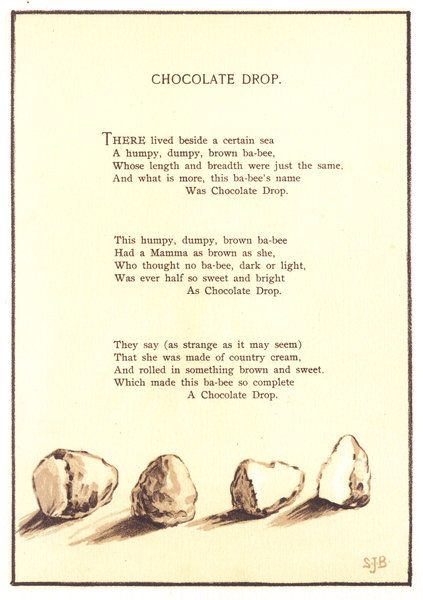 CHOCOLATE DROP.
THERE lived beside a certain sea
A humpy, dumpy, brown ba-bee,
Whose length and breadth were just the same,
And what is more, this ba-bee's name
Was Chocolate Drop.
This humpy, dumpy, brown ba-bee
Had a Mamma as brown as she,
Who thought no ba-bee, dark or light,
Was ever half so sweet and bright
As Chocolate Drop.
They say (as strange as it may seem)
That she was made of country cream,
And rolled in something brown and sweet.
Which made this ba-bee so complete
A Chocolate Drop.
SJB